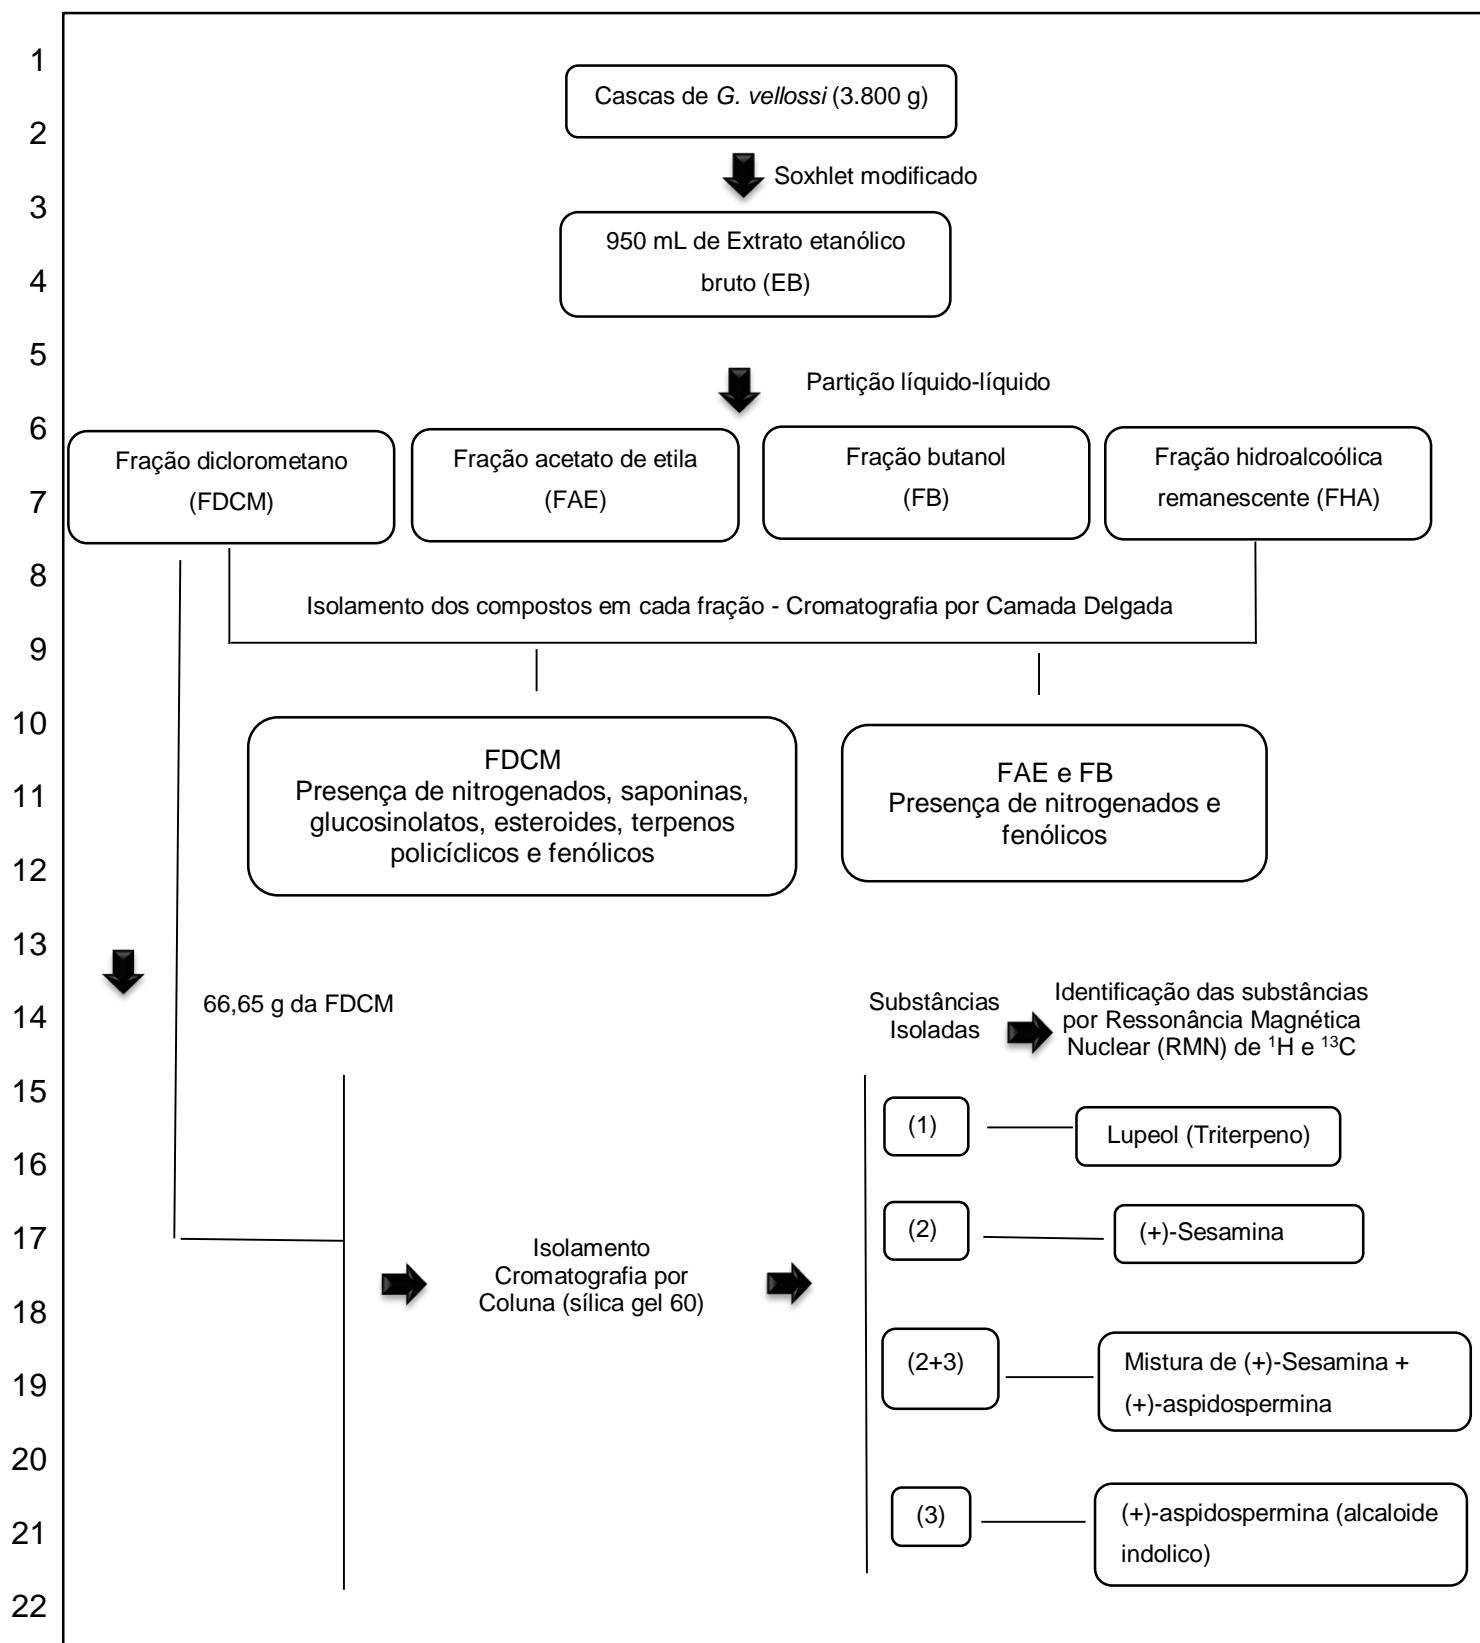 1
Cascas de G. vellossi (3.800 g)
2
Soxhlet modificado
3
950 mL de Extrato etanólico
bruto (EB)
4
5
Partição líquido-líquido
6
Fração diclorometano
(FDCM)
Fração acetato de etila
(FAE)
Fração butanol
(FB)
Fração hidroalcoólica
remanescente (FHA)
7
8
Isolamento dos compostos em cada fração - Cromatografia por Camada Delgada
9
10
FDCM
Presença de nitrogenados, saponinas,
glucosinolatos, esteroides, terpenos
policíclicos e fenólicos
FAE e FB
Presença de nitrogenados e
fenólicos
11
12
13
66,65 g da FDCM
Substâncias
Isoladas
Identificação das substâncias
por Ressonância Magnética
Nuclear (RMN) de ¹H e ¹³C
14
15
(1)
Lupeol (Triterpeno)
16
17
(2)
(+)-Sesamina
Isolamento
Cromatografia por
Coluna (sílica gel 60)
18
(2+3)
Mistura de (+)-Sesamina +
(+)-aspidospermina
19
20
(3)
(+)-aspidospermina (alcaloide
indolico)
21
22